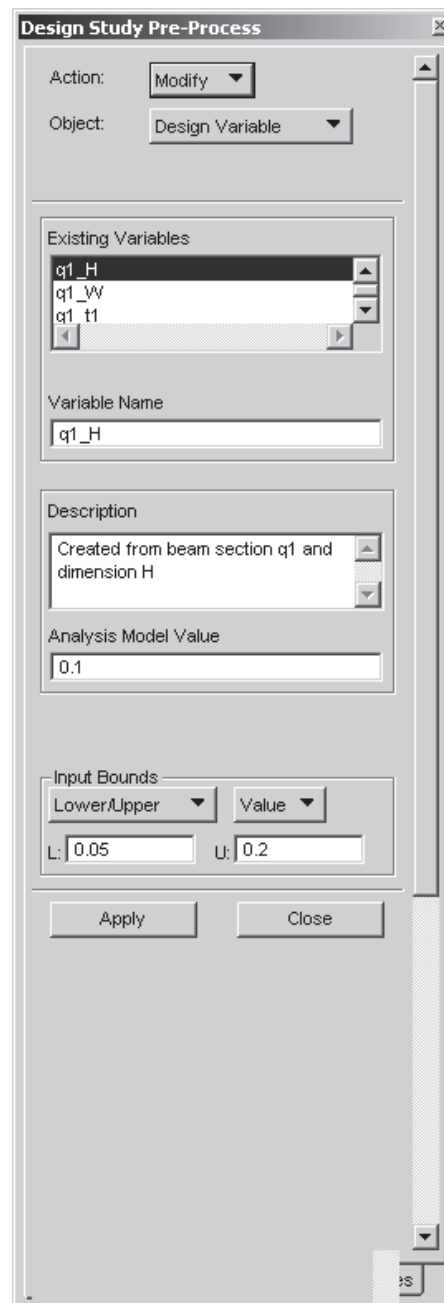 Design Study Pre-Process
Action: Modify
Object: Design Variable
Existing Variables
q1_H
q1_W
q1_t1
Variable Name
q1_H
Description
Created from beam section q1 and
dimension H
Analysis Model Value
0.1
Input Bounds
Lower/Upper Value
L: 0.05 U: 0.2
Apply Close